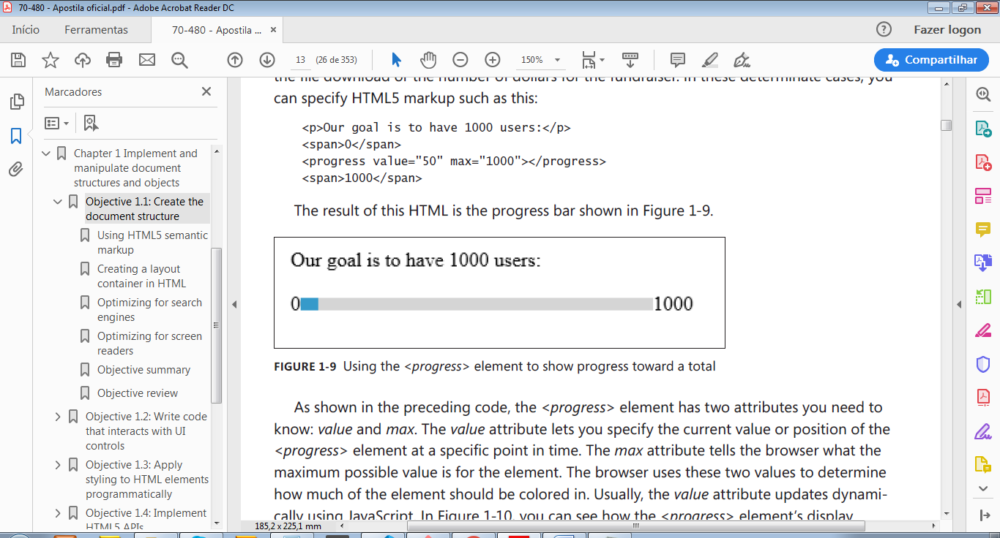 70-480 - Apostila oficial.pdf - Adobe Acrobat Reader DC
Início
Ferramentas
70-480 - Apostila ...
Fazer logon
13
(26 de 353)
150%
Compartilhar
Marcadores
Chapter 1 Implement and
manipulate document
structures and objects
Objective 1.1: Create the
document structure
Using HTML5 semantic
markup
Creating a layout
container in HTML
Optimizing for search
engines
Optimizing for screen
readers
Objective summary
Objective review
Objective 1.2: Write code
that interacts with UI
controls
Objective 1.3: Apply
styling to HTML elements
programmatically
Objective 1.4: Implement
HTML5 APIs
the file download or the number of dollars for the fundraiser. In these determinate cases, you
can specify HTML5 markup such as this:
<p>Our goal is to have 1000 users:</p>
<span>0</span>
<progress value="50" max="1000"></progress>
<span>1000</span>
The result of this HTML is the progress bar shown in Figure 1-9.
Our goal is to have 1000 users:
0
1000
FIGURE 1-9 Using the <progress> element to show progress toward a total
As shown in the preceding code, the <progress> element has two attributes you need to
know: value and max. The value attribute lets you specify the current value or position of the
<progress> element at a specific point in time. The max attribute tells the browser what the
maximum possible value is for the element. The browser uses these two values to determine
how much of the element should be colored in. Usually, the value attribute updates dynami-
cally using JavaScript. In Figure 1-10, you can see how the <progress> element's display
185,2 x 225,1 mm